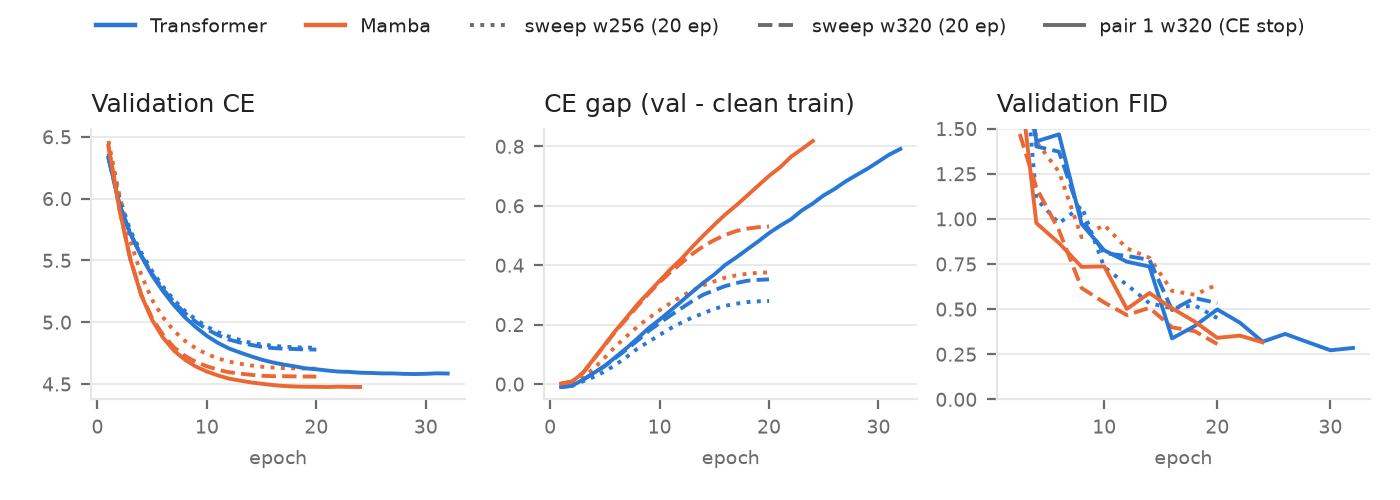 Transformer Mamba sweep w256 (20 ep) sweep w320 (20 ep) pair 1 w320 (CE stop)
Validation CE
6.5
6.0
5.5
5.0
4.5
0 10 20 30
epoch
CE gap (val - clean train)
0.8
0.6
0.4
0.2
0.0
0 10 20 30
epoch
Validation FID
1.50
1.25
1.00
0.75
0.50
0.25
0.00
10 20 30
epoch